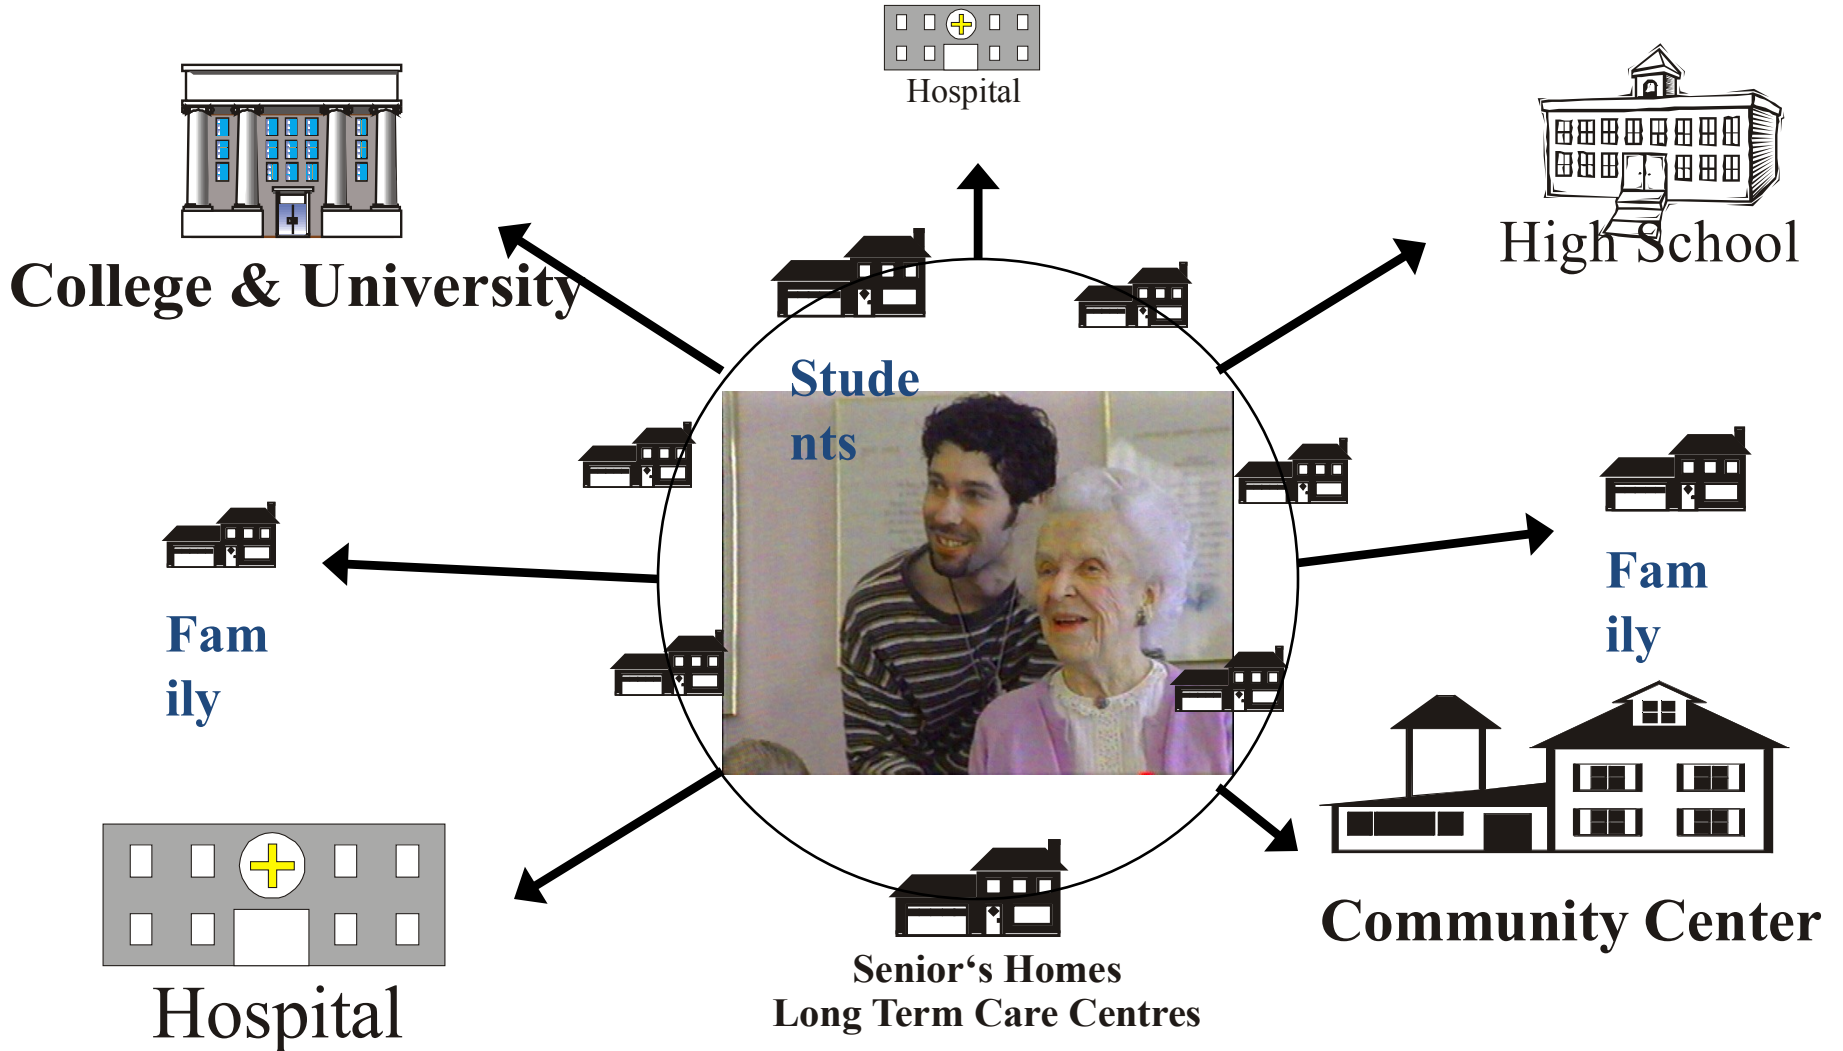 Hospital
High School
College & University
Stude
nts
Fam
ily
Fam
ily
Community Center
Senior‘s Homes
Long Term Care Centres
Hospital